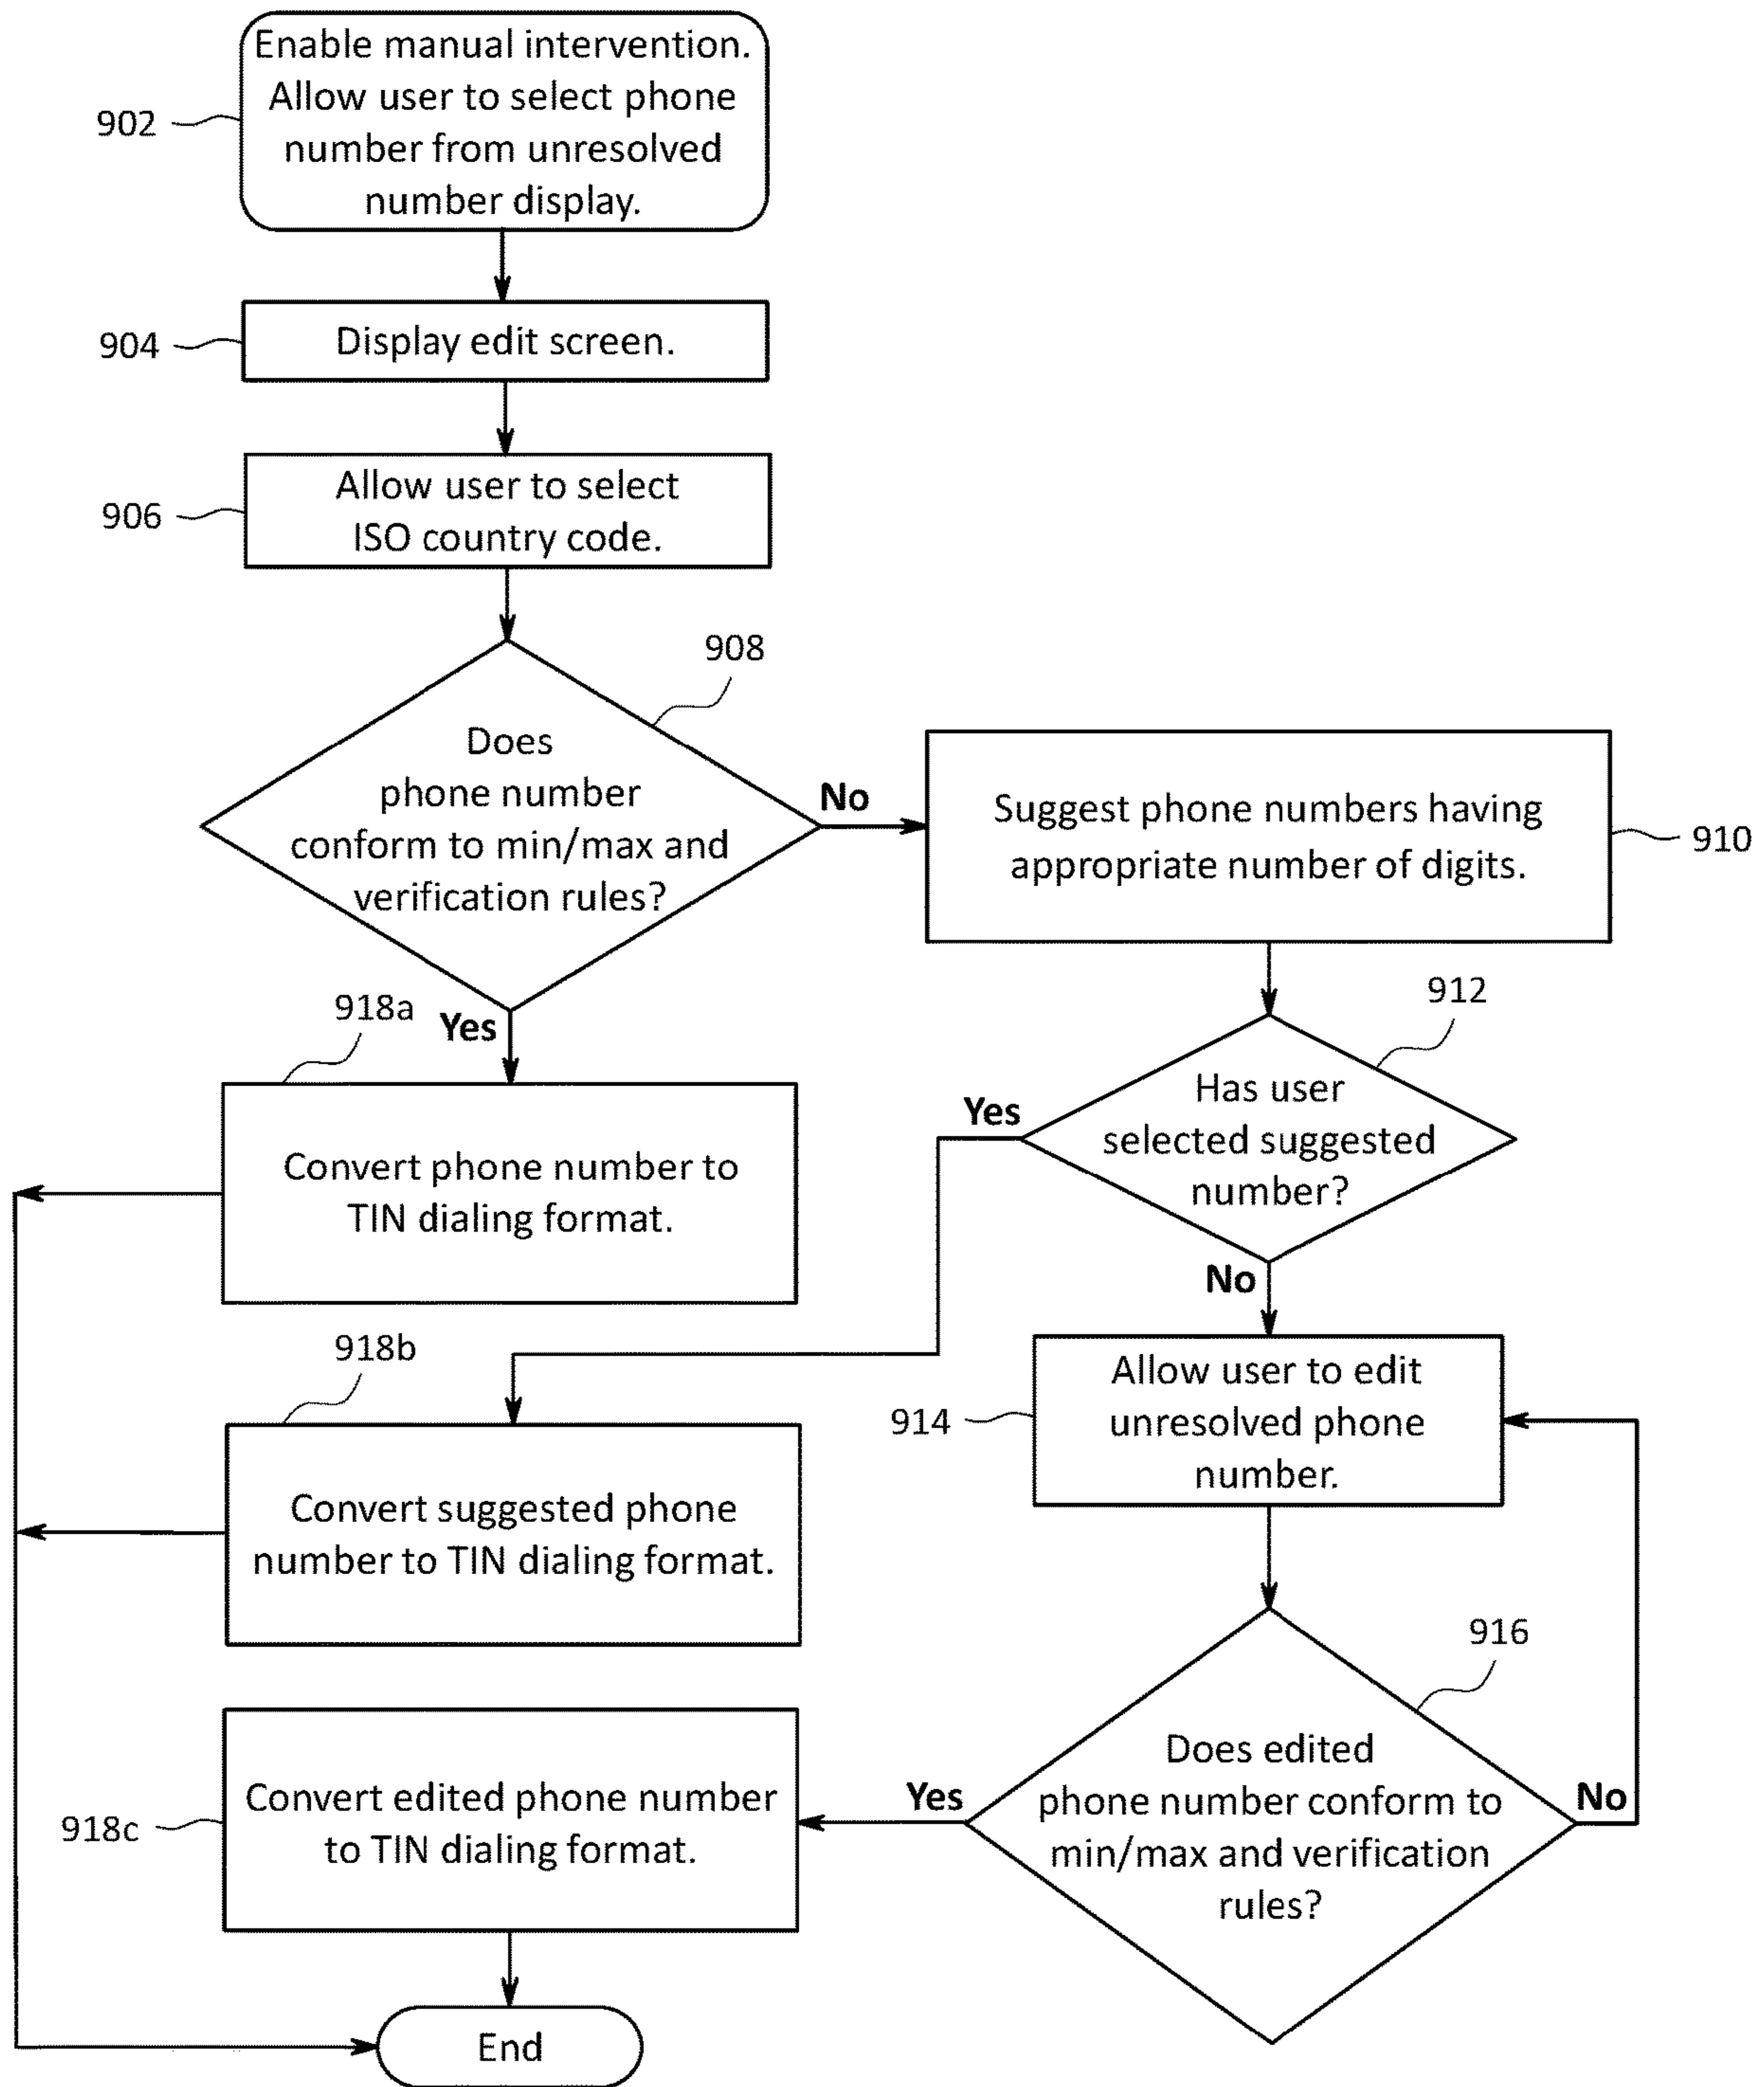 Enable manual intervention.
Allow user to select phone
number from unresolved
number display.
902
Display edit screen.
904
Allow user to select
ISO country code.
906
908
Does
phone number
conform to min/max and
verification rules?
No
Yes
Suggest phone numbers having
appropriate number of digits.
910
912
Has user
selected suggested
number?
Yes
No
918a
Convert phone number to
TIN dialing format.
918b
Convert suggested phone
number to TIN dialing format.
914
Allow user to edit
unresolved phone
number.
916
Does edited
phone number conform to
min/max and verification
rules?
Yes
No
918c
Convert edited phone number
to TIN dialing format.
End